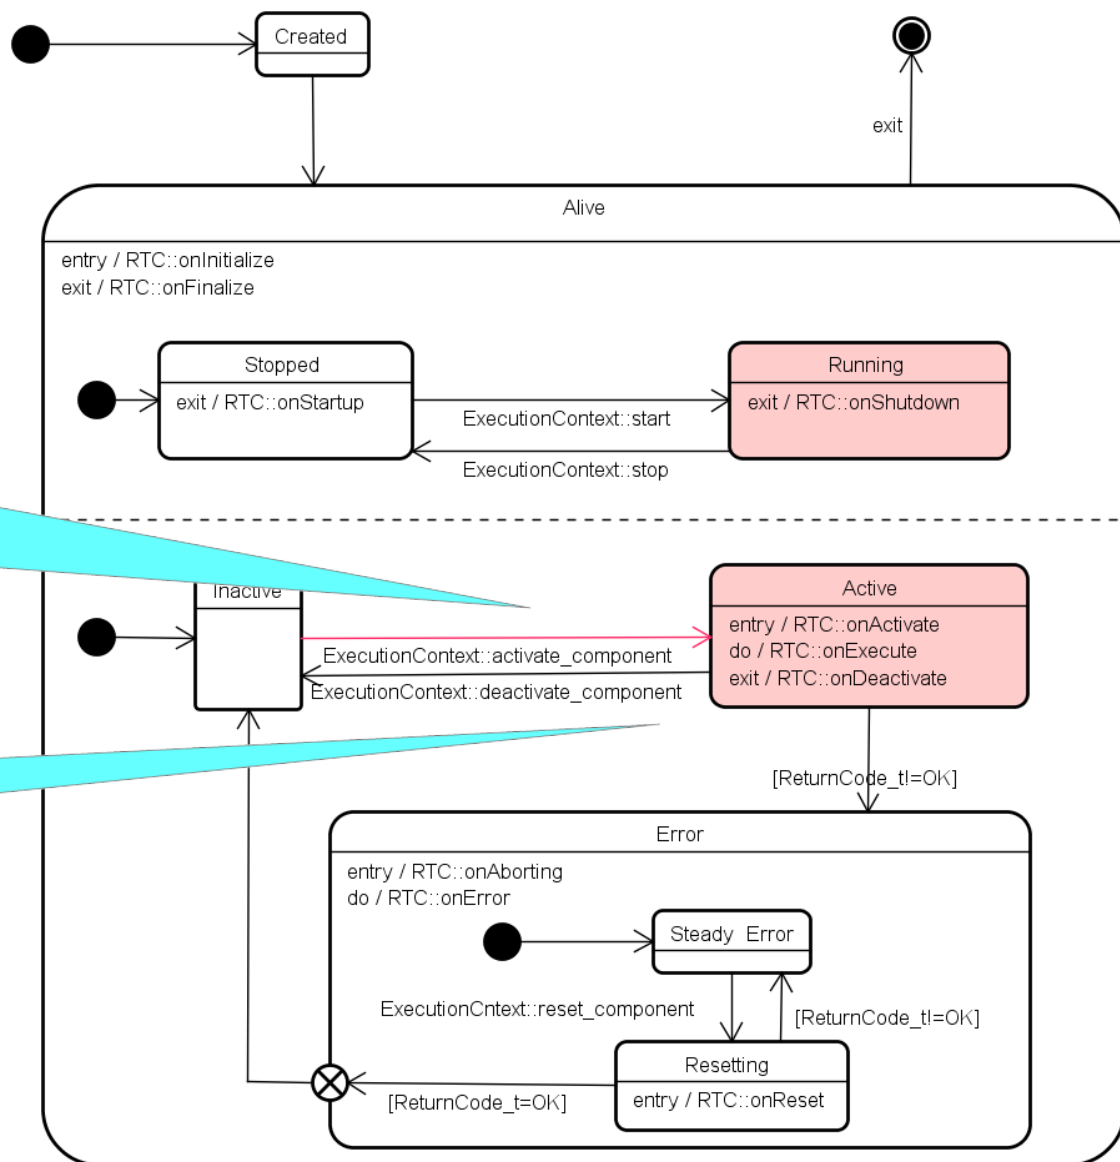 Created
exit
Alive
entry / RTC::onInitialize
exit / RTC::onFinalize
Stopped
exit / RTC::onStartup
Running
exit / RTC::onShutdown
ExecutionContext::start
ExecutionContext::stop
Inactive
Active
entry / RTC::onActivate
do / RTC::onExecute
exit / RTC::onDeactivate
ExecutionContext::activate_component
ExecutionContext::deactivate_component
[ReturnCode_t!=OK]
Error
entry / RTC::onAborting
do / RTC::onError
Steady Error
ExecutionCntext::reset_component
[ReturnCode_t!=OK]
Resetting
entry / RTC::onReset
[ReturnCode_t=OK]